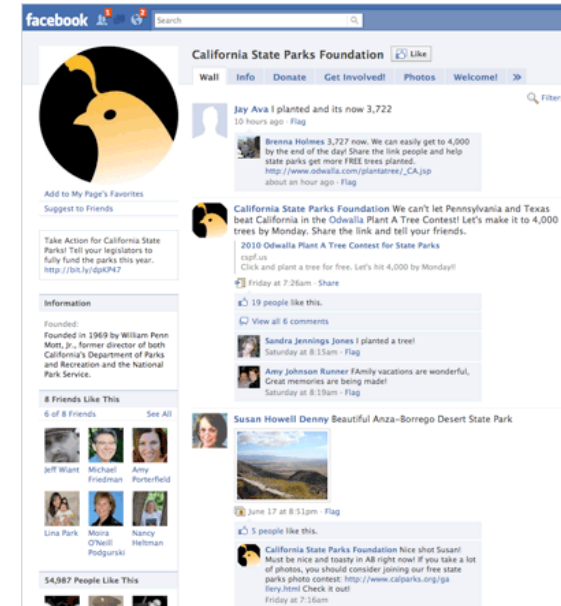 facebook 1 2 Search
California State Parks Foundation Like
Wall Info Donate Get Involved! Photos Welcome! »
Filter
Jay Ava I planted and its now 3,722
10 hours ago · Flag
Brenna Holmes 3,727 now. We can easily get to 4,000
by the end of the day! Share the link people and help
state parks get more FREE trees planted.
http://www.odwalla.com/plantatree/_CA.jsp
about an hour ago · Flag
Add to My Page's Favorites
Suggest to Friends
California State Parks Foundation We can't let Pennsylvania and Texas
beat California in the Odwalla Plant A Tree Contest! Let's make it to 4,000
trees by Monday. Share the link and tell your friends.
2010 Odwalla Plant A Tree Contest for State Parks
cspf.us
Click and plant a tree for free. Let's hit 4,000 by Monday!!
Friday at 7:26am · Share
Take Action for California State
Parks! Tell your legislators to
fully fund the parks this year.
http://bit.ly/dpKP47
19 people like this.
View all 6 comments
Sandra Jennings Jones I planted a tree!
Saturday at 8:15am · Flag
Amy Johnson Runner FAmily vacations are wonderful,
Great memories are being made!
Saturday at 8:19am · Flag
Information
Founded:
Founded in 1969 by William Penn
Mott, Jr., former director of both
California's Department of Parks
and Recreation and the National
Park Service.
8 Friends Like This
6 of 8 Friends See All
Jeff Wiant
Michael
Friedman
Amy
Porterfield
Lina Park
Moira
O'Neill
Podgurski
Nancy
Heltman
54,987 People Like This
Susan Howell Denny Beautiful Anza-Borrego Desert State Park
June 17 at 8:51pm · Flag
5 people like this.
California State Parks Foundation Nice shot Susan!
Must be nice and toasty in AB right now! If you take a lot
of photos, you should consider joining our free state
parks photo contest: http://www.calparks.org/ga
llery.html Check it out!
Friday at 7:16am